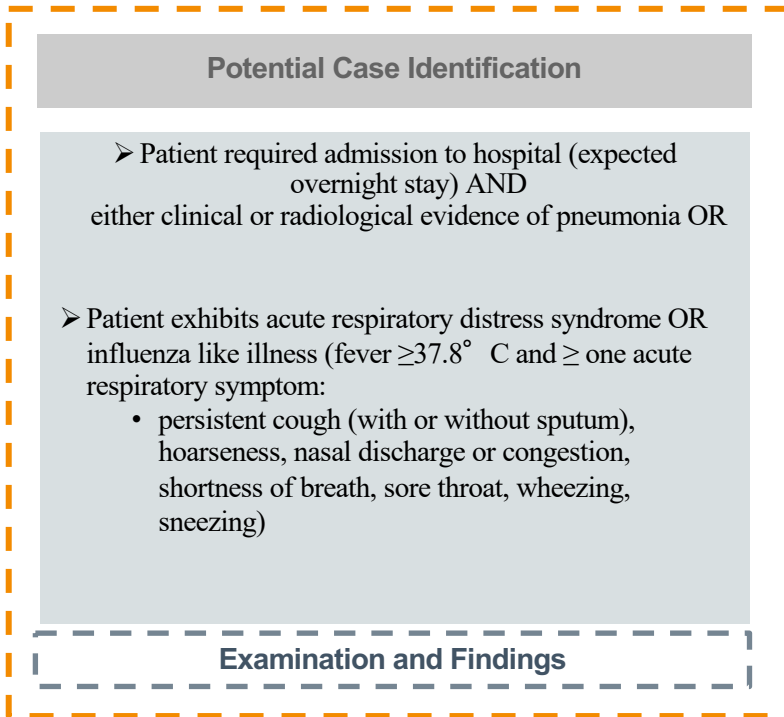 Potential Case Identification
➢ Patient required admission to hospital (expected
overnight stay) AND
either clinical or radiological evidence of pneumonia OR
➢ Patient exhibits acute respiratory distress syndrome OR
influenza like illness (fever ≥37.8° C and ≥ one acute
respiratory symptom:
• persistent cough (with or without sputum),
hoarseness, nasal discharge or congestion,
shortness of breath, sore throat, wheezing,
sneezing)
Examination and Findings